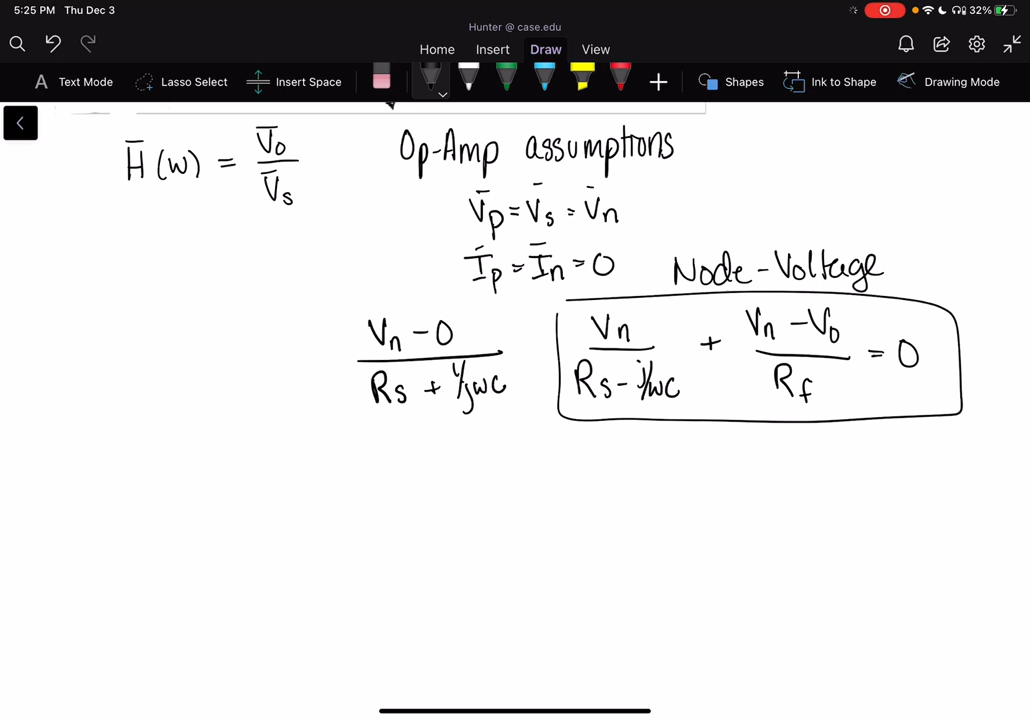 5:25 PM Thu Dec 3 32%
Hunter @ case.edu
Home Insert Draw View
Text Mode Lasso Select Insert Space Shapes Ink to Shape Drawing Mode
H̄(w) = V̄o / V̄s
Op-Amp assumptions
V̄p = V̄s = V̄n
Īp = Īn = 0
Node-Voltage
Vn - 0 / Rs + 1/jwc
Vn / Rs - j/wc + Vn - Vo / Rf = 0